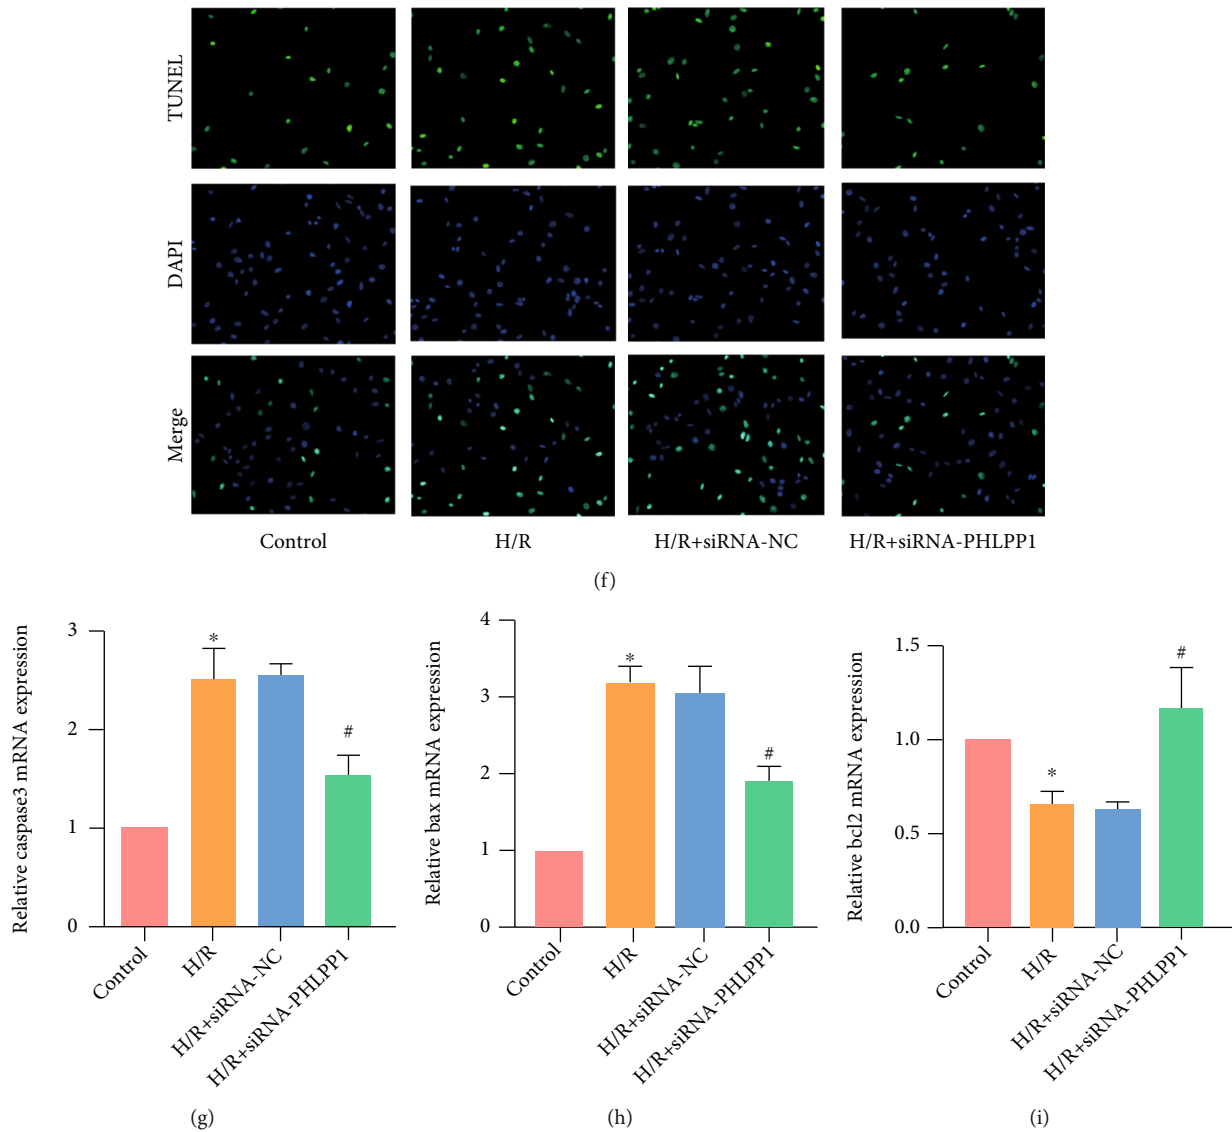 TUNEL
DAPI
Merge
Control
H/R
H/R+siRNA-NC
H/R+siRNA-PHLPP1
(f)
Relative caspase3 mRNA expression
3
2
1
0
*
#
Control
H/R
H/R+siRNA-NC
H/R+siRNA-PHLPP1
(g)
Relative bax mRNA expression
4
3
2
1
0
*
#
Control
H/R
H/R+siRNA-NC
H/R+siRNA-PHLPP1
(h)
Relative bcl2 mRNA expression
1.5
1.0
0.5
0.0
*
#
Control
H/R
H/R+siRNA-NC
H/R+siRNA-PHLPP1
(i)